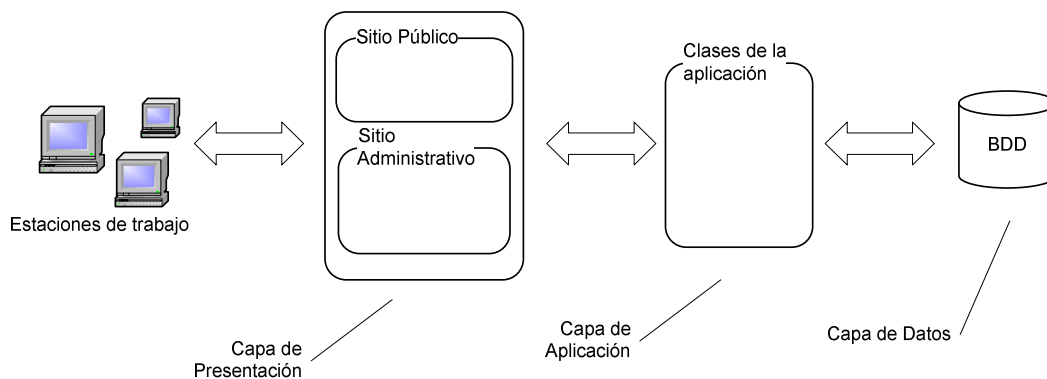 Sitio Público
Clases de la
aplicación
Sitio
Administrativo
BDD
Estaciones de trabajo
Capa de
Presentación
Capa de
Aplicación
Capa de Datos